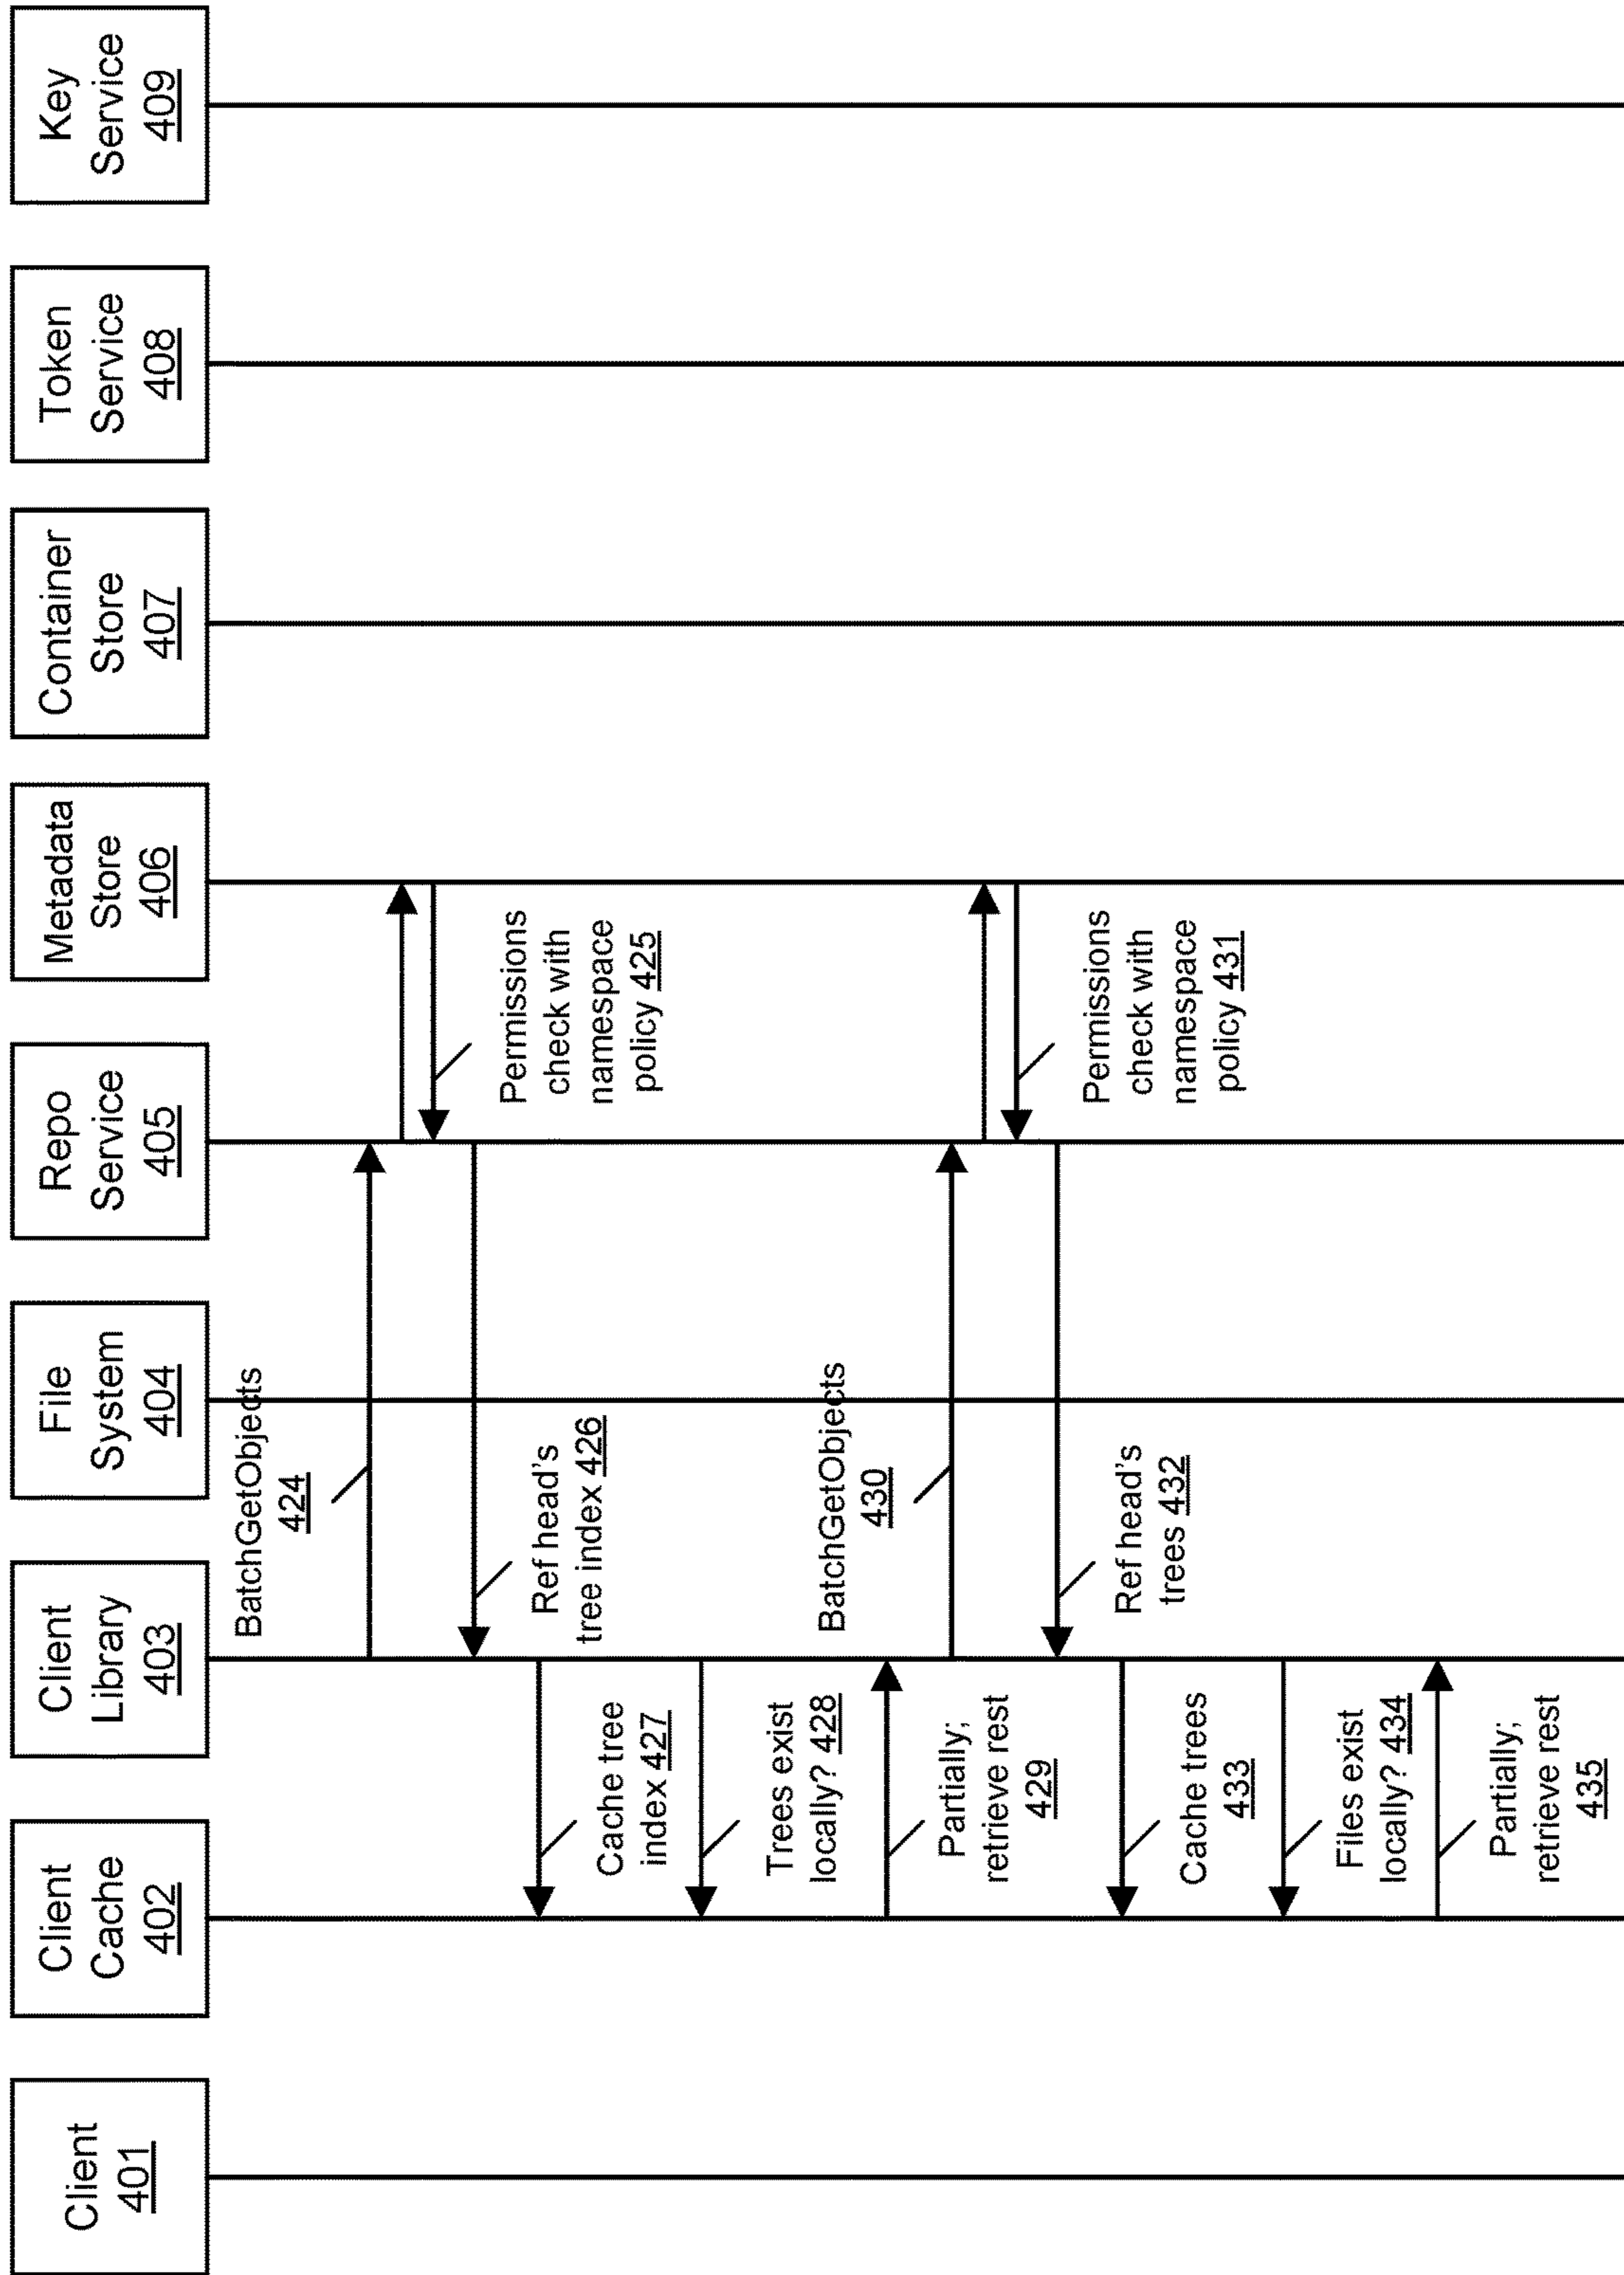 Client
401
Client
Cache
402
Client
Library
403
File
System
404
Repo
Service
405
Metadata
Store
406
Container
Store
407
Token
Service
408
Key
Service
409
BatchGetObjects
424
Permissions
check with
namespace
policy 425
Ref head's
tree index 426
Cache tree
index 427
Trees exist
locally? 428
Partially;
retrieve rest
429
BatchGetObjects
430
Permissions
check with
namespace
policy 431
Ref head's
trees 432
Cache trees
433
Files exist
locally? 434
Partially;
retrieve rest
435